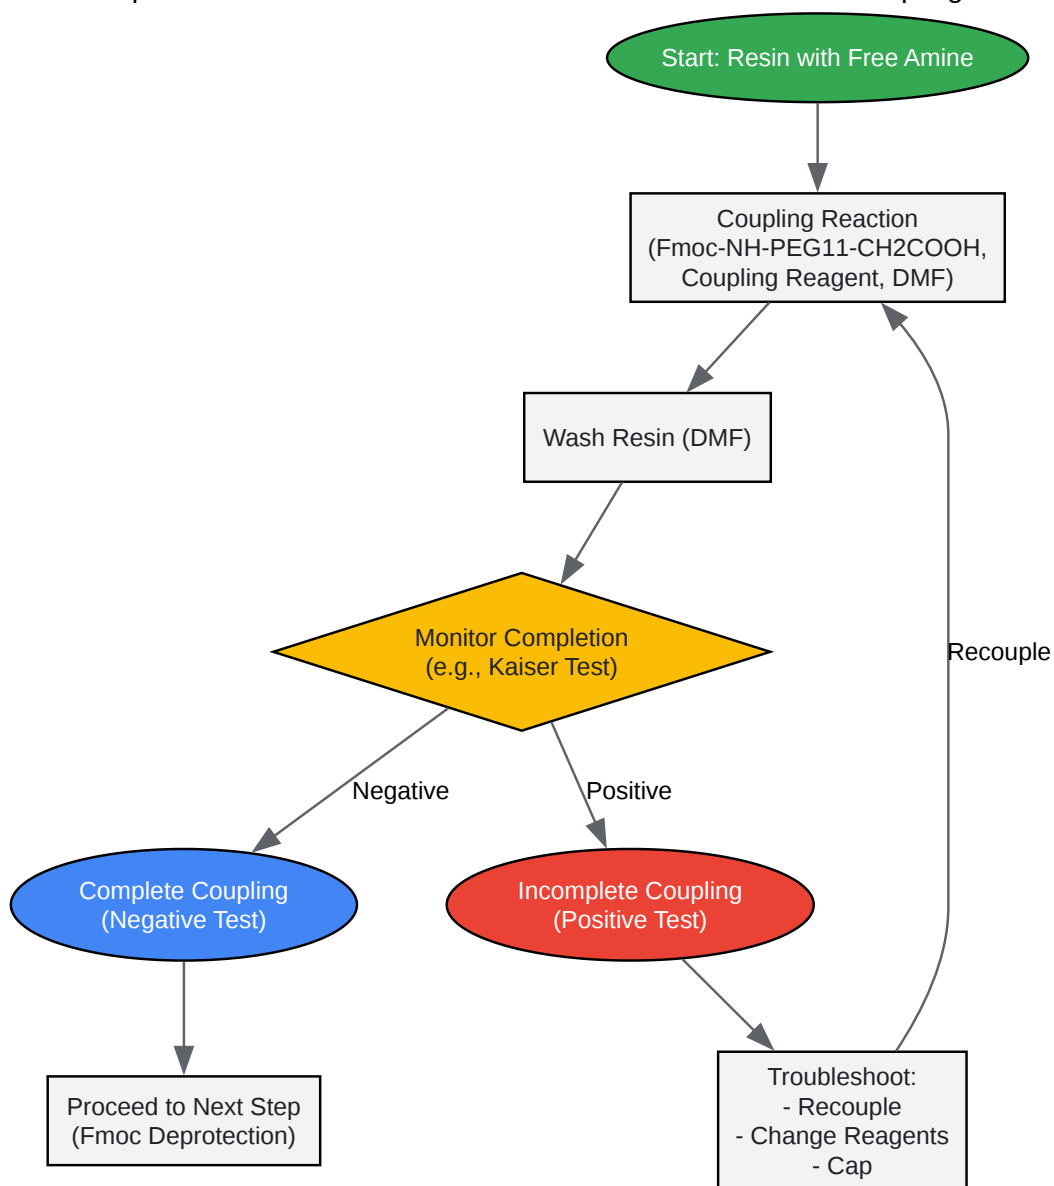 Start: Resin with Free Amine
Coupling Reaction
(Fmoc-NH-PEG11-CH2COOH,
Coupling Reagent, DMF)
Wash Resin (DMF)
Monitor Completion
(e.g., Kaiser Test)
Recouple
Negative
Positive
Complete Coupling
(Negative Test)
Incomplete Coupling
(Positive Test)
Proceed to Next Step
(Fmoc Deprotection)
Troubleshoot:
- Recouple
- Change Reagents
- Cap